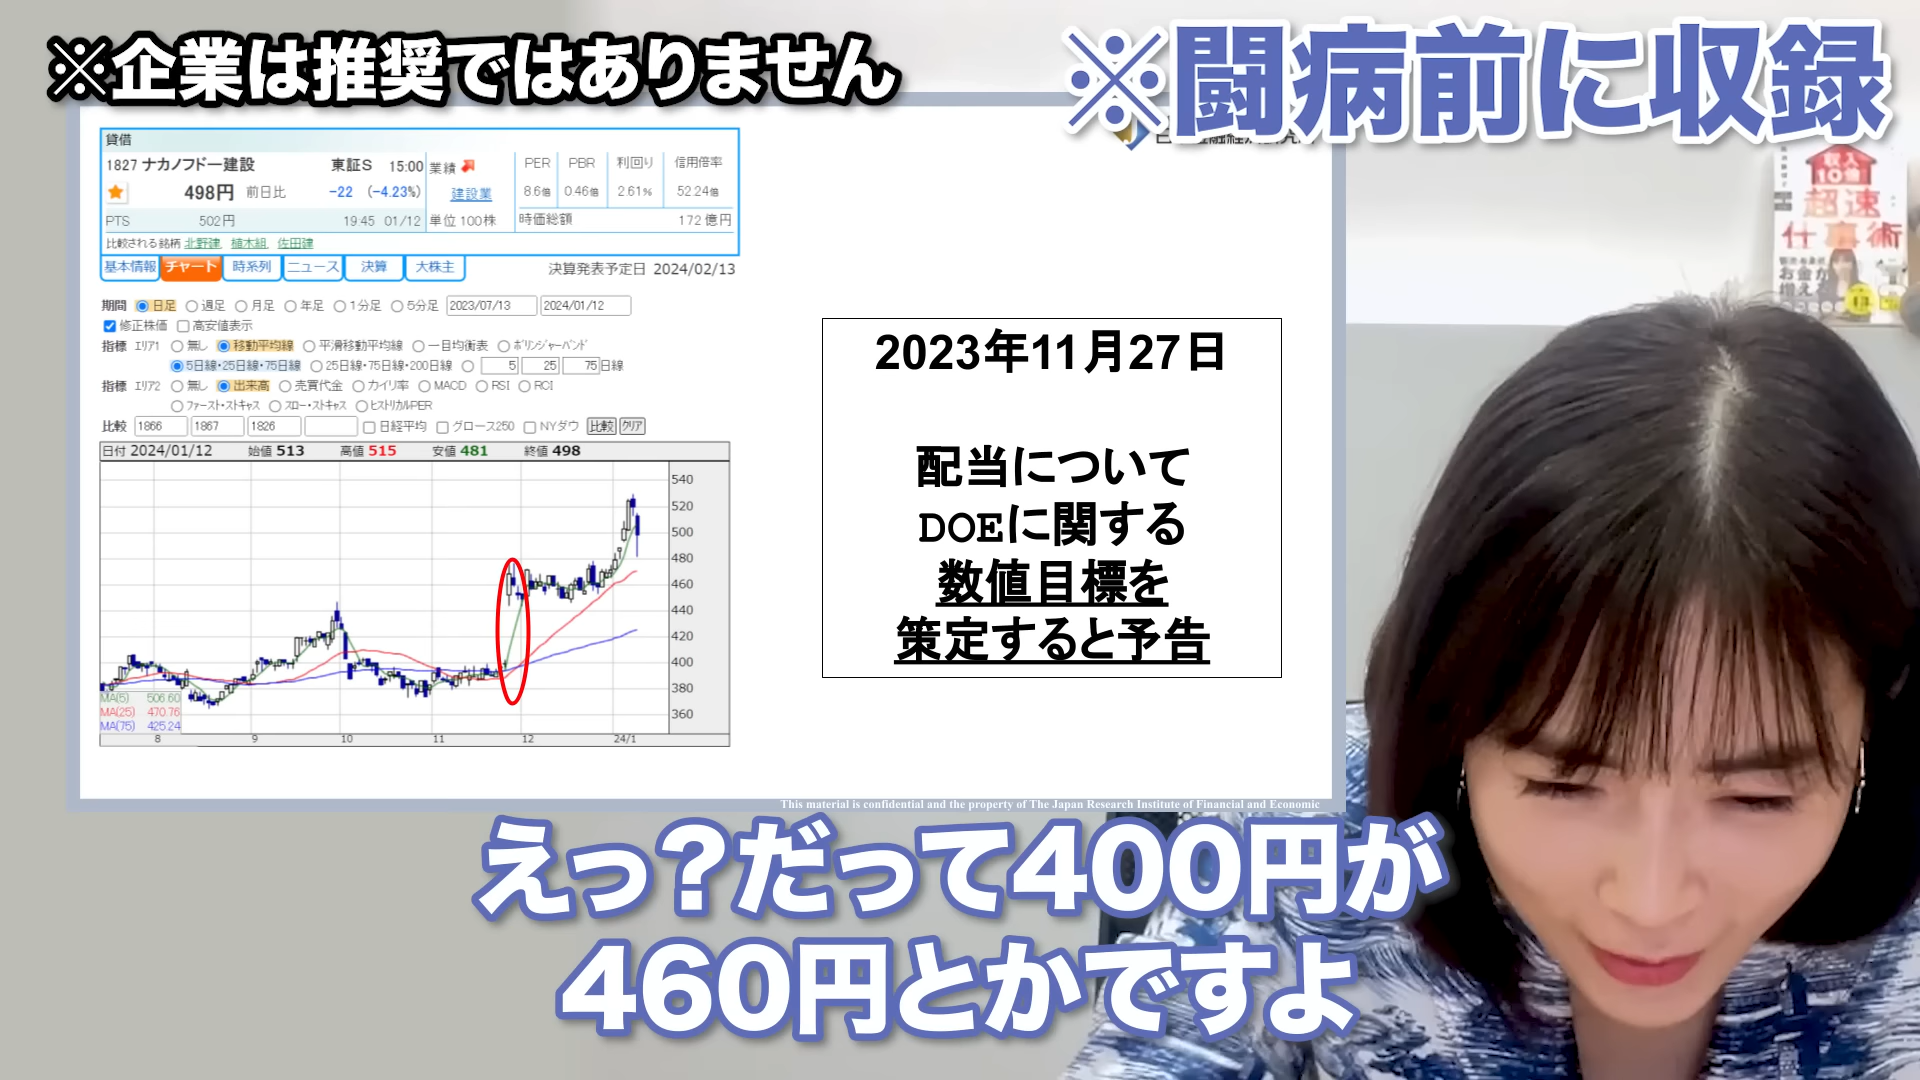 ※企業は推奨ではありません
※闘病前に収録
貸借
1827 ナカノフドー建設 東証S 15:00 業績
PER PBR 利回り 信用倍率
498円 前日比 -22 (-4.23%) 建設業
8.6倍 0.46倍 2.61% 52.24倍
PTS 502円 19:45 01/12 単位 100株 時価総額 172億円
比較される銘柄 北野建, 植木組, 佐田建
基本情報 チャート 時系列 ニュース 決算 大株主 決算発表予定日 2024/02/13
期間 日足 週足 月足 年足 1分足 5分足 2023/07/13 2024/01/12
修正株価 高安値表示
指標 エリア1 無し 移動平均線 平滑移動平均線 一目均衡表 ボリンジャーバンド
5日線・25日線・75日線 25日線・75日線・200日線 5 25 75日線
指標 エリア2 無し 出来高 売買代金 カイリ率 MACD RSI RCI
ファースト・ストキャス スロー・ストキャス ヒストリカルPER
比較 1866 1867 1826 日経平均 グロース250 NYダウ 比較 クリア
日付 2024/01/12 始値 513 高値 515 安値 481 終値 498
540
520
500
480
460
440
420
400
380
360
MA(5) 506.60
MA(25) 470.76
MA(75) 425.24
8 9 10 11 12 24/1
2023年11月27日
配当について
DOEに関する
数値目標を
策定すると予告
収入
10倍
超速
仕事術
お金が
増える
This material is confidential and the property of The Japan Research Institute of Financial and Economic
えっ？だって400円が
460円とかですよ